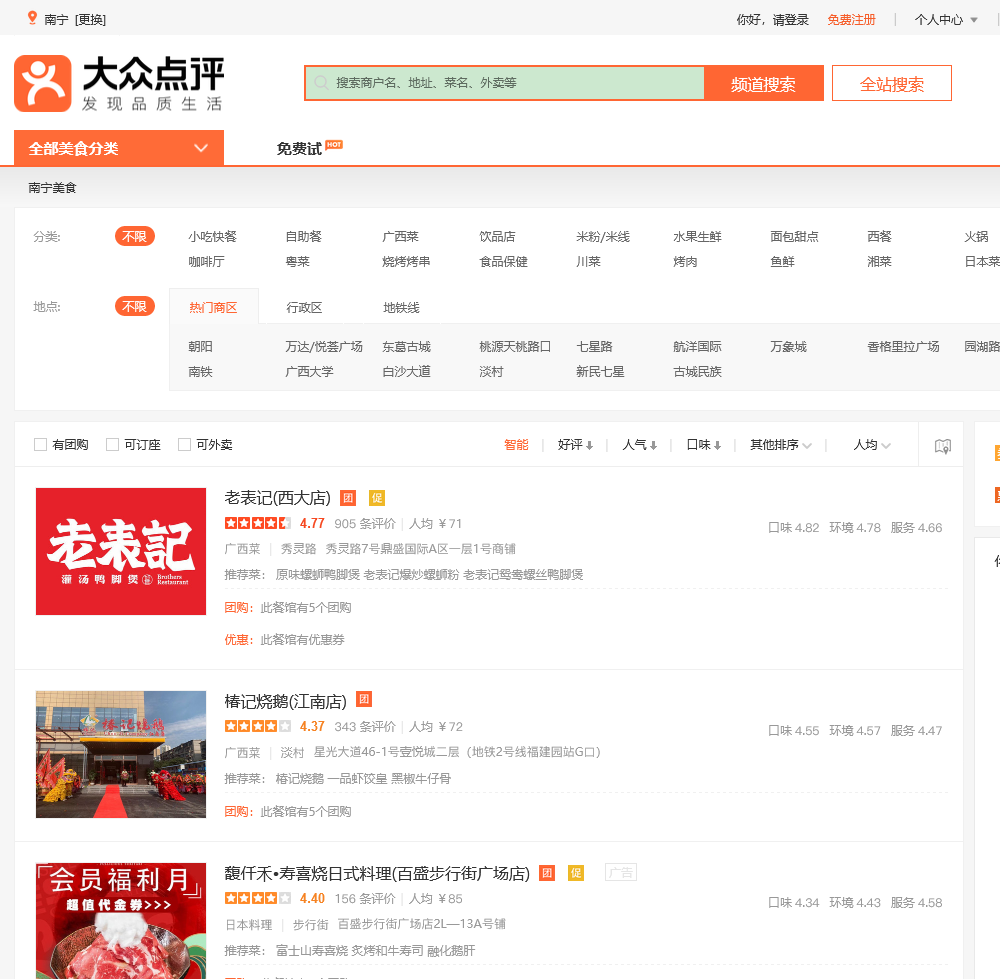 南宁 [更换] 你好，请登录 免费注册 个人中心
大众点评
发现品质生活
搜索商户名、地址、菜名、外卖等 频道搜索 全站搜索
全部美食分类 免费试 HOT
南宁美食
分类: 不限 小吃快餐 自助餐 广西菜 饮品店 米粉/米线 水果生鲜 面包甜点 西餐 火锅
咖啡厅 粤菜 烧烤烤串 食品保健 川菜 烤肉 鱼鲜 湘菜 日本菜
地点: 不限 热门商区 行政区 地铁线
朝阳 万达/悦荟广场 东葛古城 桃源天桃路口 七星路 航洋国际 万象城 香格里拉广场 园湖路
南铁 广西大学 白沙大道 淡村 新民七星 古城民族
有团购 可订座 可外卖 智能 好评 人气 口味 其他排序 人均
老表记
灌汤鸭脚煲
Brothers
Restaurant
老表记(西大店) 团 促
4.77 905 条评价 人均 ￥71 口味 4.82 环境 4.78 服务 4.66
广西菜 秀灵路 秀灵路7号鼎盛国际A区一层1号商铺
推荐菜： 原味螺蛳鸭脚煲 老表记爆炒螺蛳粉 老表记鸳鸯螺丝鸭脚煲
团购：此餐馆有5个团购
优惠：此餐馆有优惠券
椿记烧鹅
椿记烧鹅(江南店) 团
4.37 343 条评价 人均 ￥72 口味 4.55 环境 4.57 服务 4.47
广西菜 淡村 星光大道46-1号壹悦城二层（地铁2号线福建园站G口）
推荐菜： 椿记烧鹅 一品虾饺皇 黑椒牛仔骨
团购：此餐馆有5个团购
会员福利月
超值代金券>>>
馥仟禾•寿喜烧日式料理(百盛步行街广场店) 团 促 广告
4.40 156 条评价 人均 ￥85 口味 4.34 环境 4.43 服务 4.58
日本料理 步行街 百盛步行街广场店2L—13A号铺
推荐菜： 富士山寿喜烧 炙烤和牛寿司 融化鹅肝